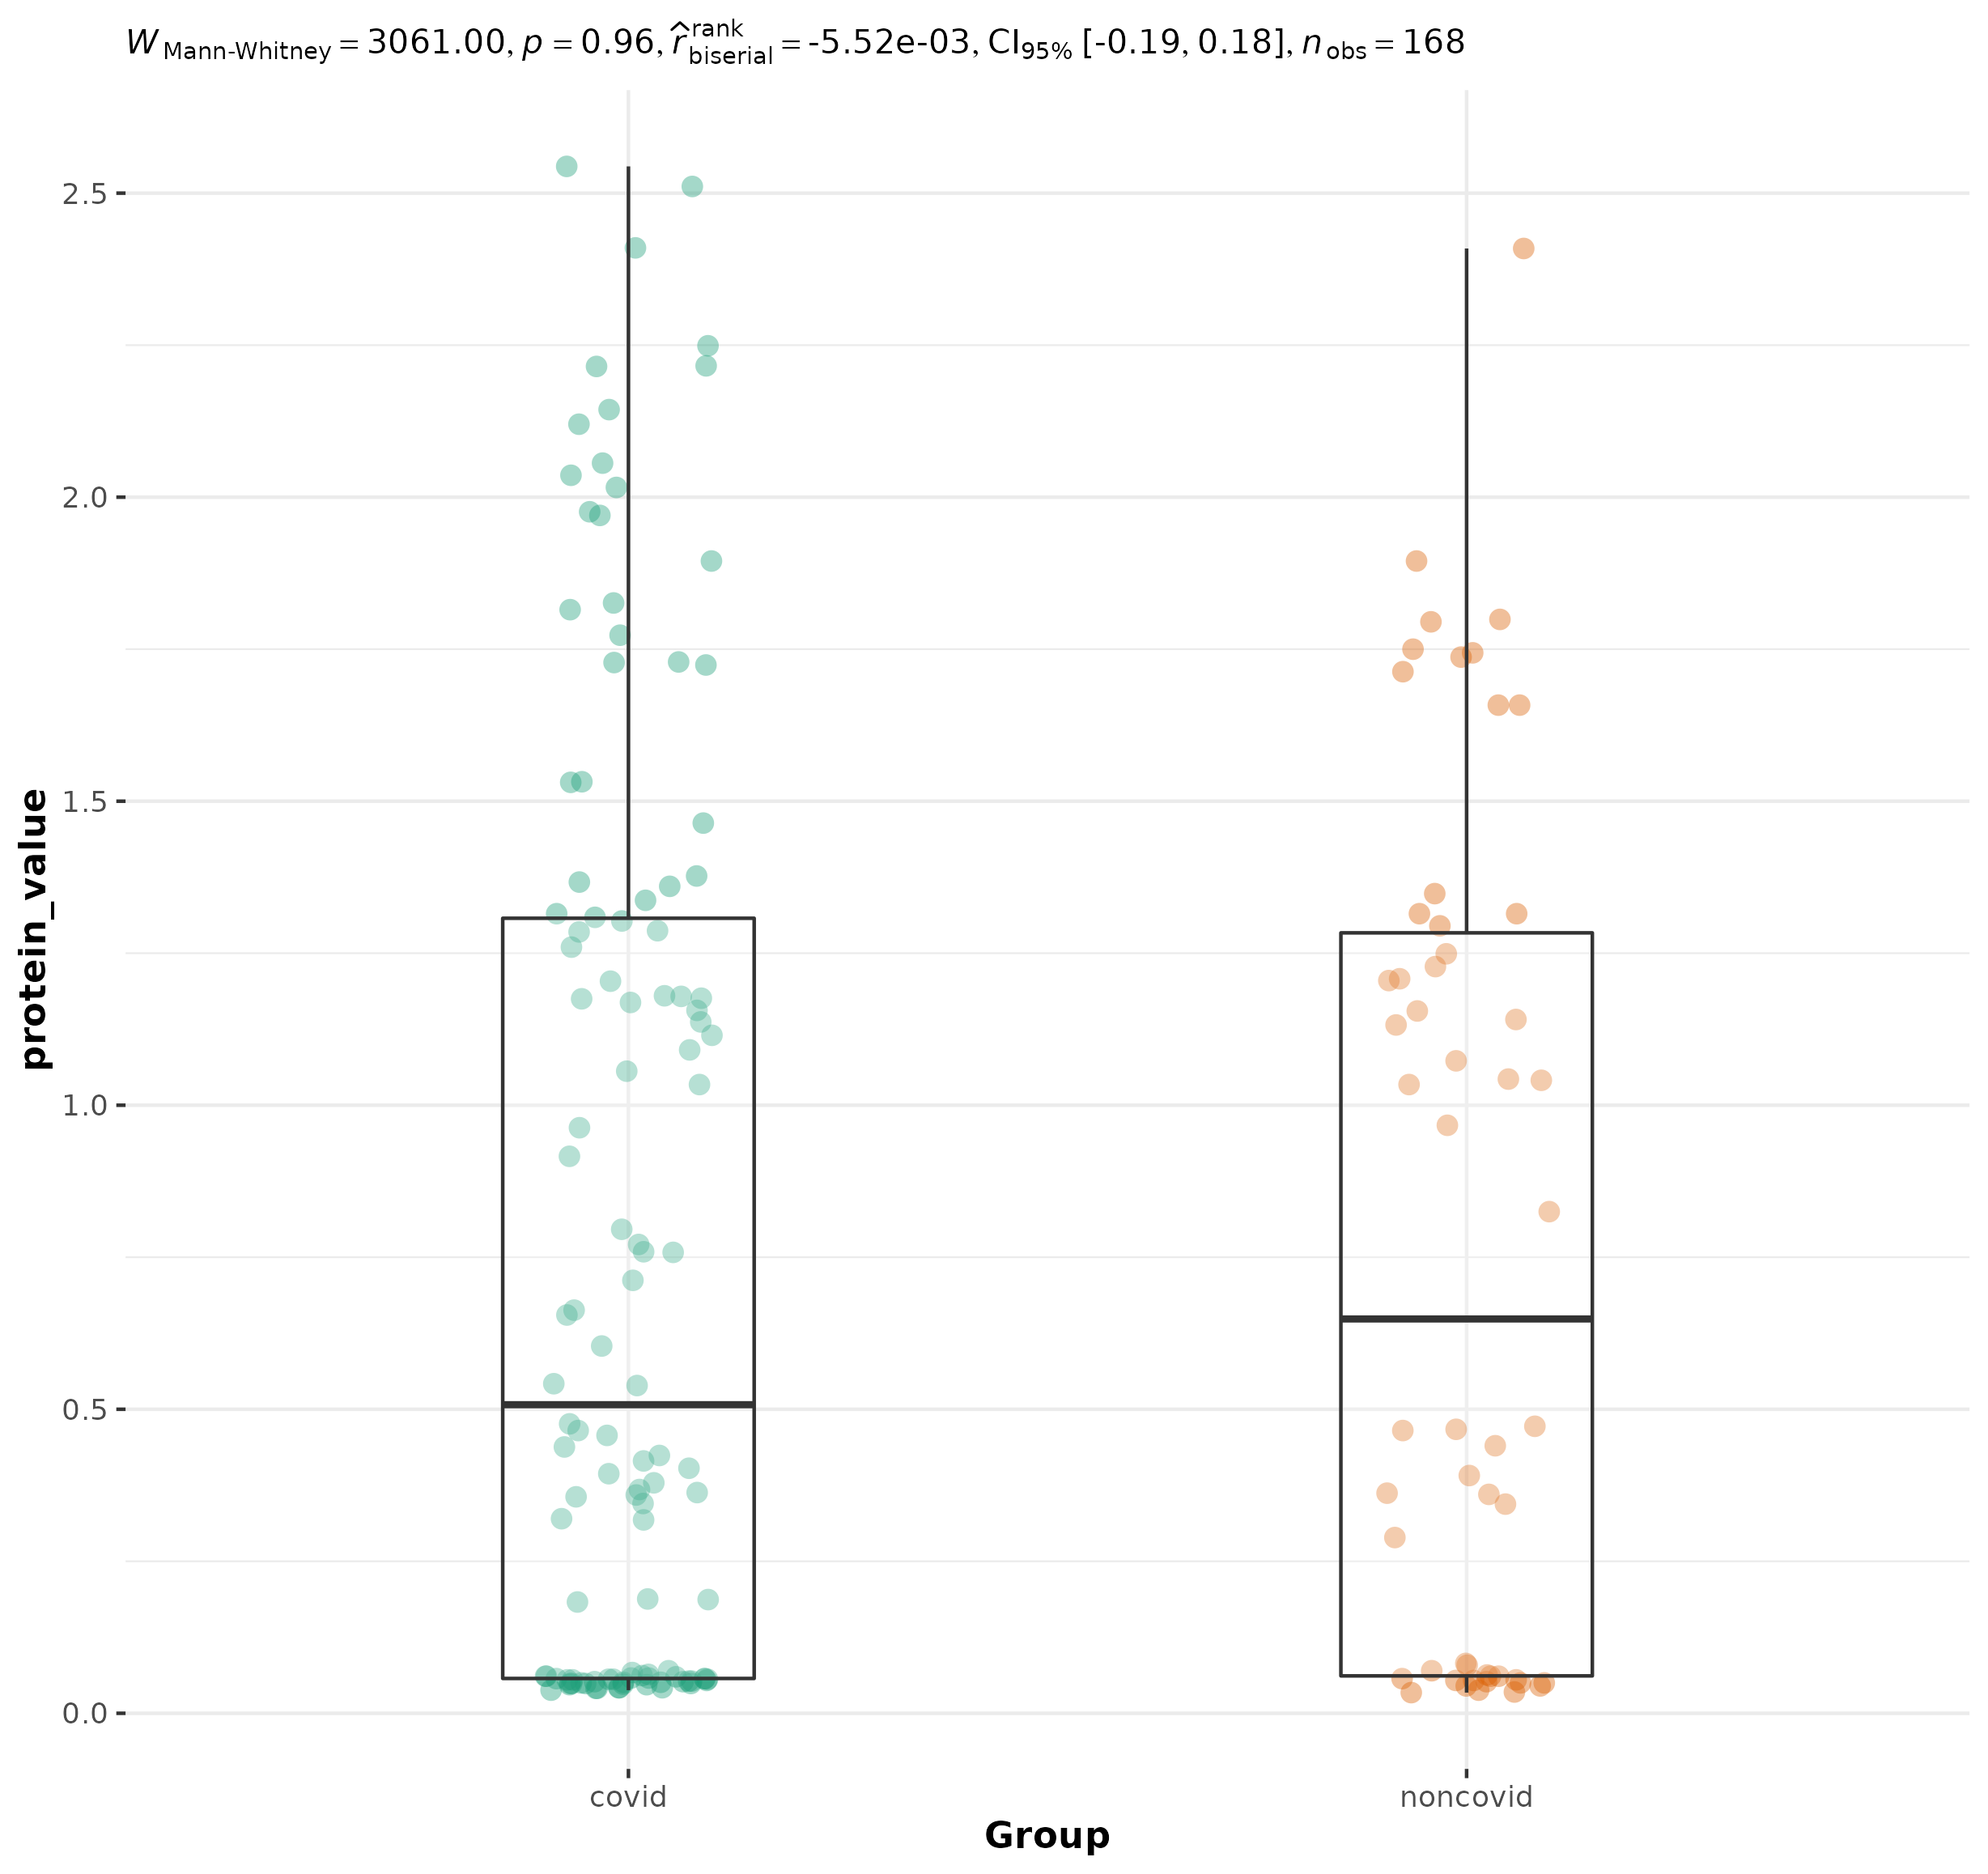 W Mann-Whitney = 3061.00, p = 0.96, r̂ rank biserial = -5.52e-03, CI95% [-0.19, 0.18], n obs = 168
2.5
2.0
1.5
1.0
0.5
0.0
protein_value
covid noncovid
Group